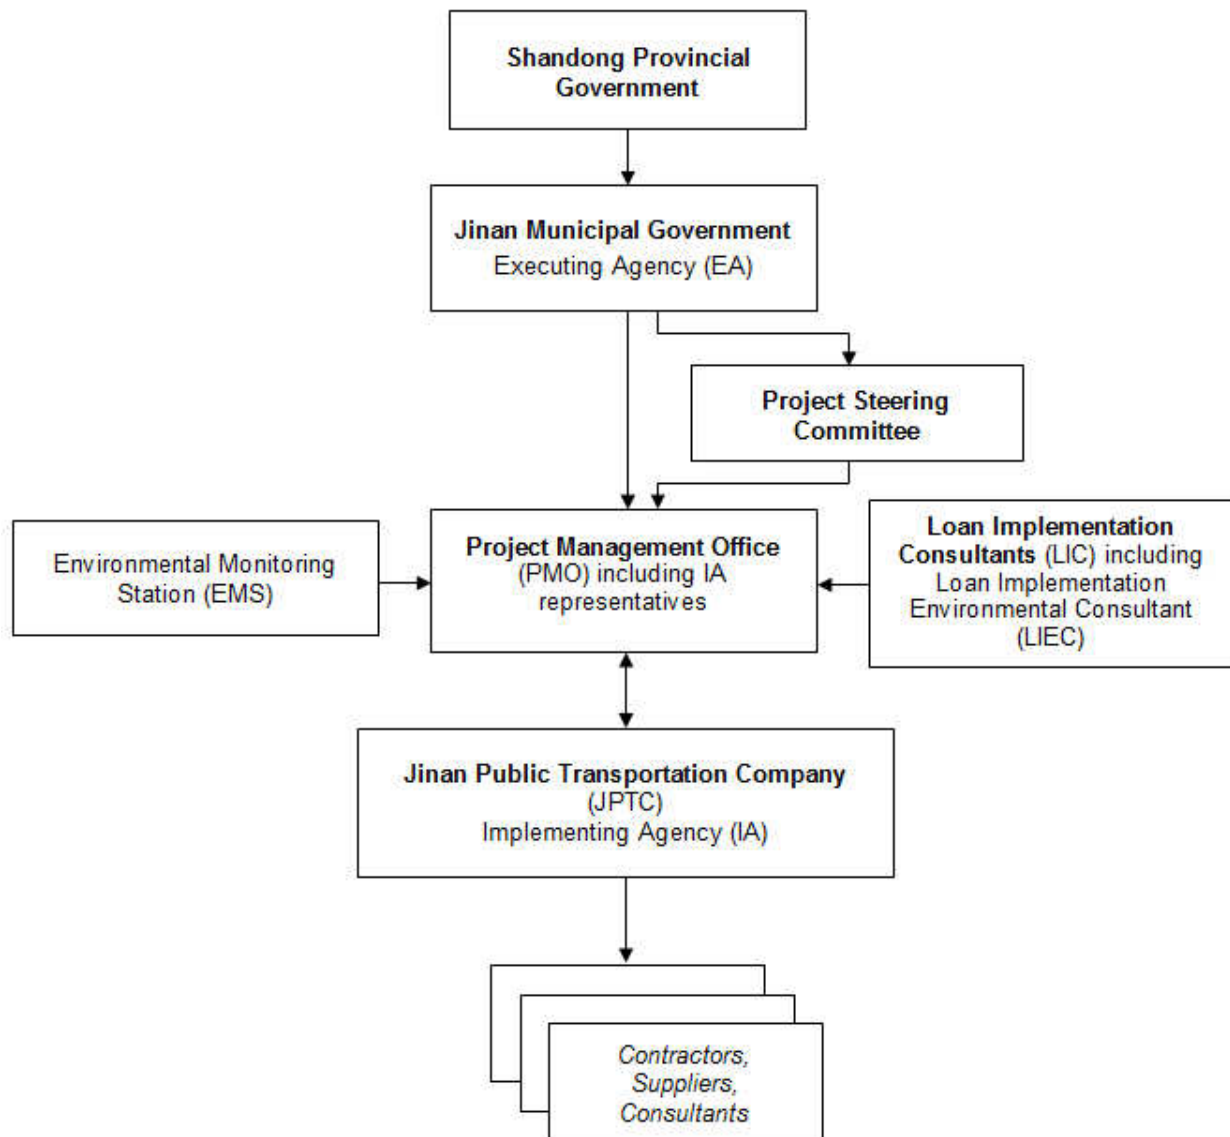 Shandong Provincial
Government
Jinan Municipal Government
Executing Agency (EA)
Project Steering
Committee
Environmental Monitoring
Station (EMS)
Project Management Office
(PMO) including IA
representatives
Loan Implementation
Consultants (LIC) including
Loan Implementation
Environmental Consultant
(LIEC)
Jinan Public Transportation Company
(JPTC)
Implementing Agency (IA)
Contractors,
Suppliers,
Consultants